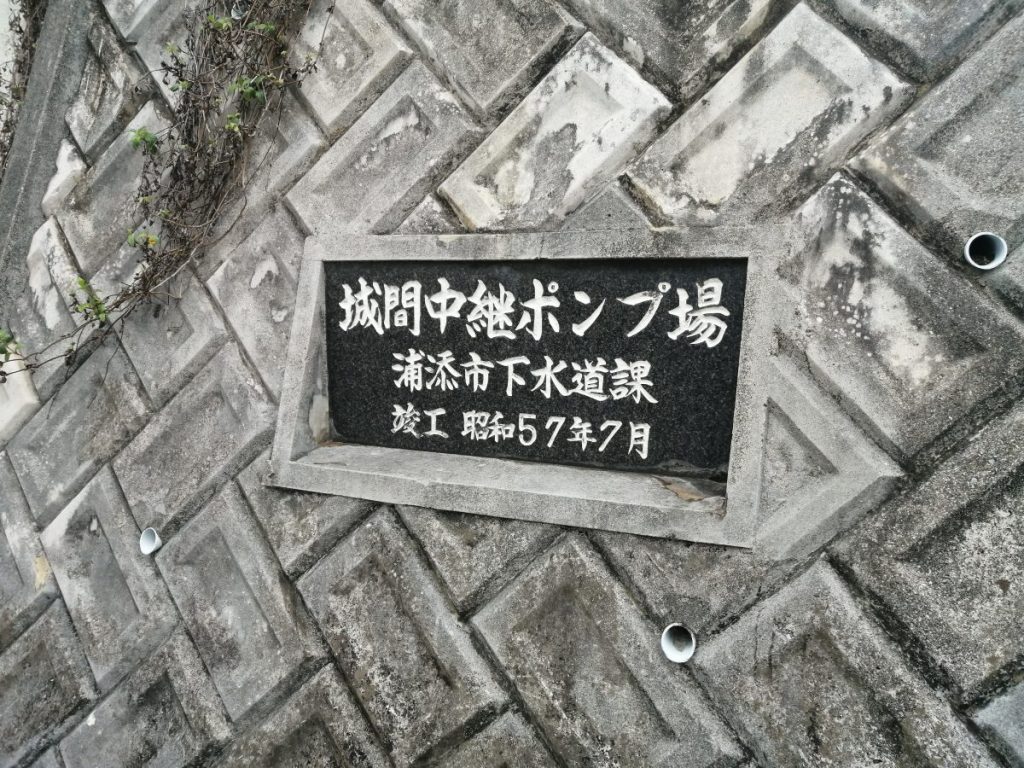 城間中継ポンプ場
浦添市下水道課
竣工 昭和57年7月